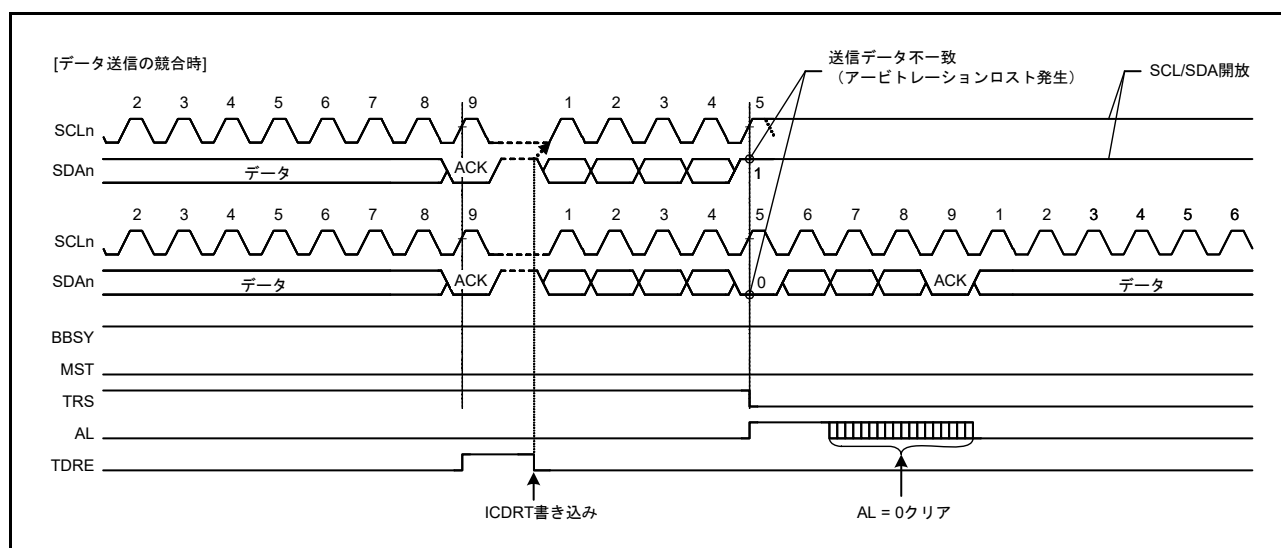 [データ送信の競合時]
送信データ不一致
（アービトレーションロスト発生）
SCL/SDA開放
2 3 4 5 6 7 8 9 1 2 3 4 5
SCLn
SDAn データ ACK 1
2 3 4 5 6 7 8 9 1 2 3 4 5 6 7 8 9 1 2 3 4 5 6
SCLn
SDAn データ ACK 0 ACK データ
BBSY
MST
TRS
AL
TDRE
ICDRT書き込み AL = 0クリア